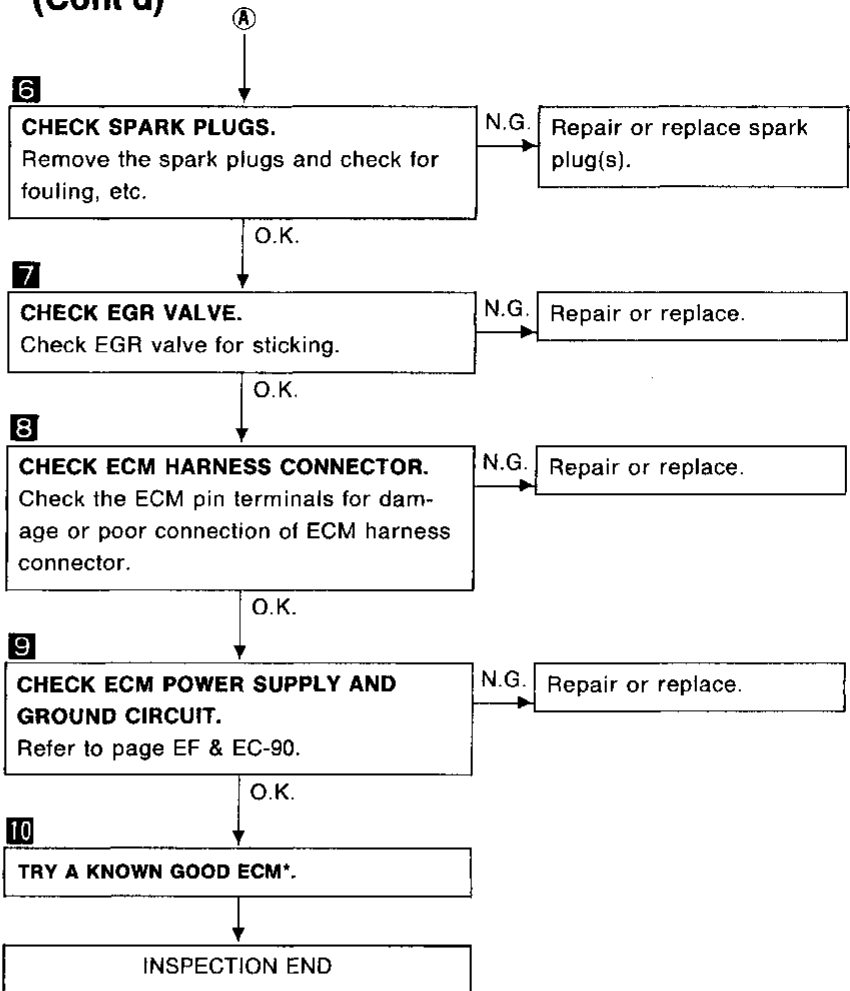 (Cont'd)
A
6
CHECK SPARK PLUGS.
Remove the spark plugs and check for
fouling, etc.
N.G.
Repair or replace spark
plug(s).
O.K.
7
CHECK EGR VALVE.
Check EGR valve for sticking.
N.G.
Repair or replace.
O.K.
8
CHECK ECM HARNESS CONNECTOR.
Check the ECM pin terminals for dam-
age or poor connection of ECM harness
connector.
N.G.
Repair or replace.
O.K.
9
CHECK ECM POWER SUPPLY AND
GROUND CIRCUIT.
Refer to page EF & EC-90.
N.G.
Repair or replace.
O.K.
10
TRY A KNOWN GOOD ECM*.
INSPECTION END